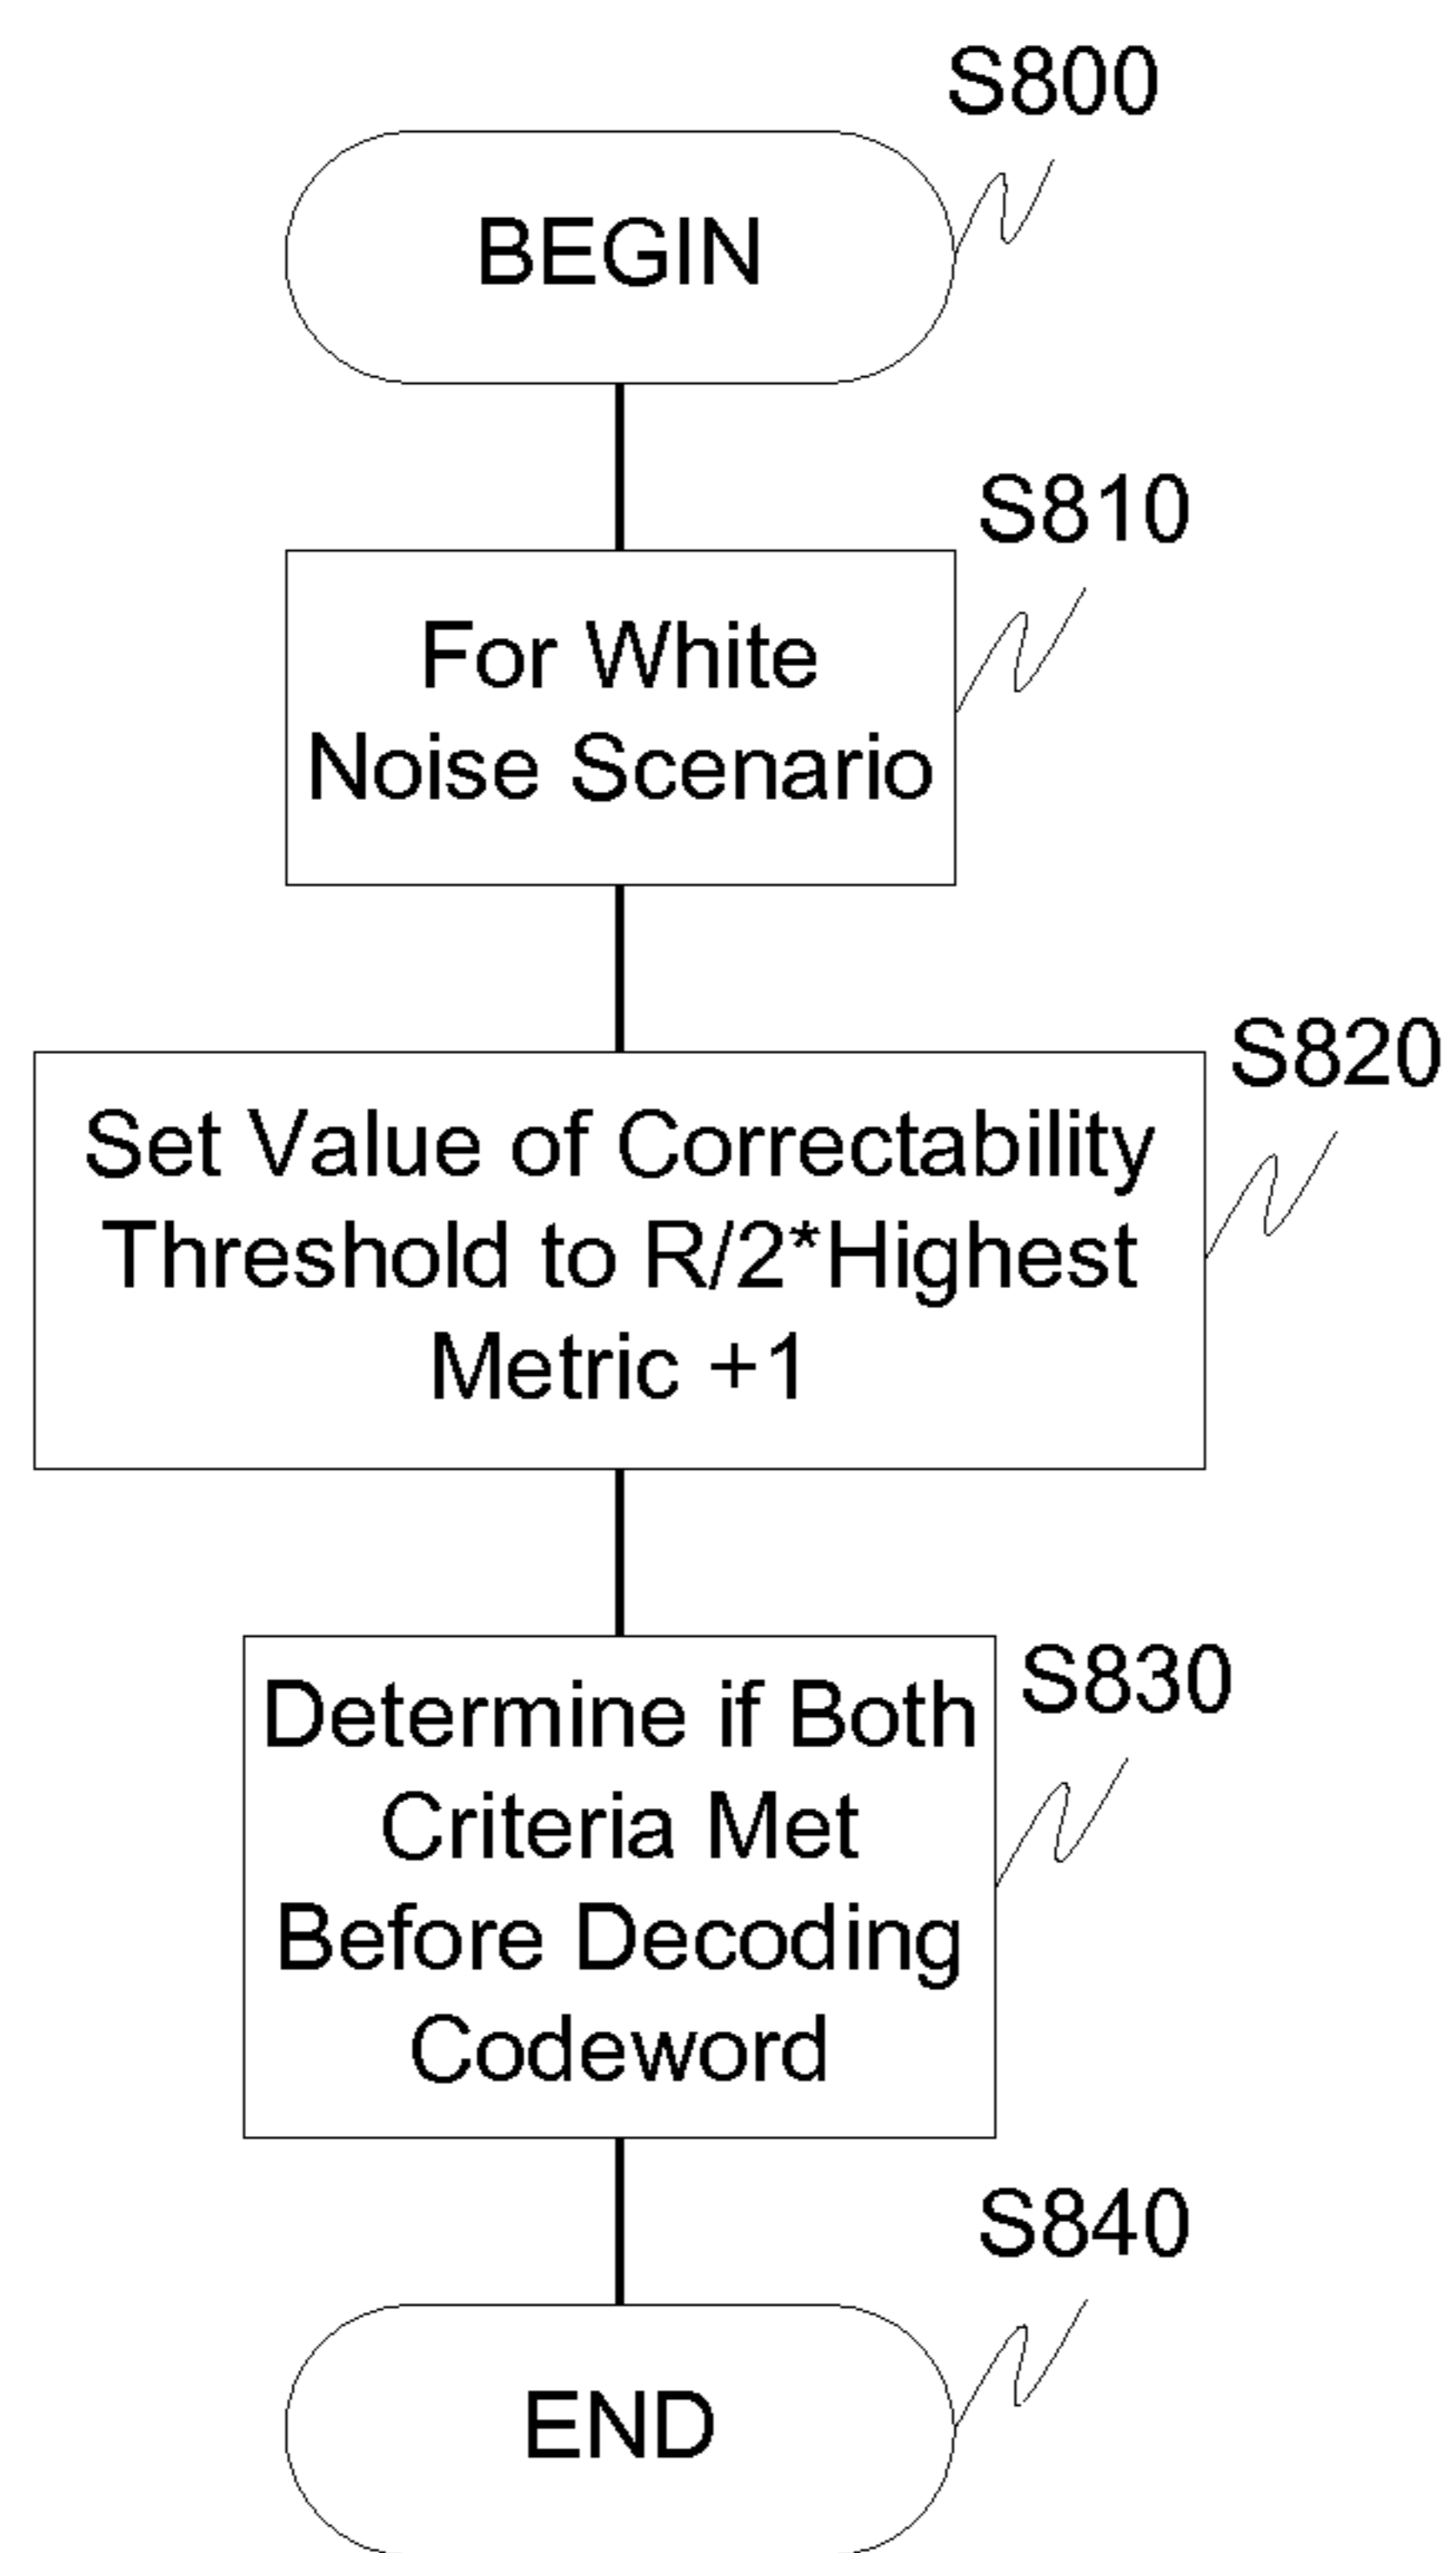 S800
BEGIN
S810
For White
Noise Scenario
S820
Set Value of Correctability
Threshold to R/2*Highest
Metric +1
S830
Determine if Both
Criteria Met
Before Decoding
Codeword
S840
END